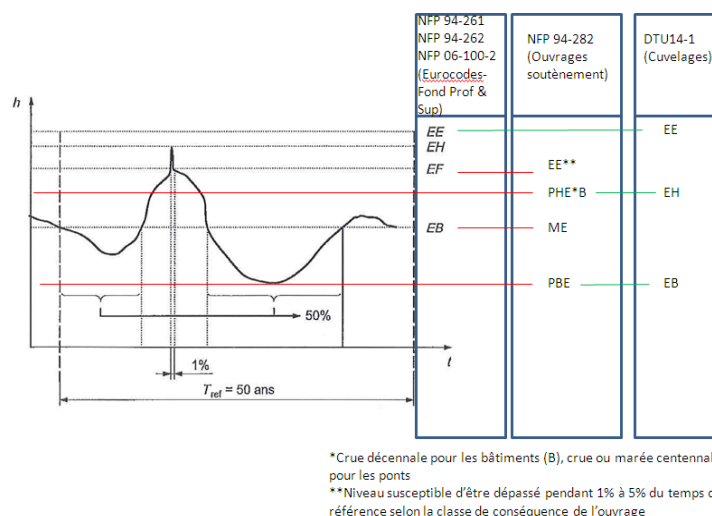 NFP 94-261
NFP 94-262
NFP 06-100-2
(Eurocodes-
Fond Prof &
Sup)
NFP 94-282
(Ouvrages
soutènement)
DTU14-1
(Cuvelages)
h
EE
EE
EH
EF
EE**
PHE*B
EH
EB
ME
PBE
EB
50%
1%
t
Tref = 50 ans
*Crue décennale pour les bâtiments (B), crue ou marée centennal
pour les ponts
**Niveau susceptible d'être dépassé pendant 1% à 5% du temps d
référence selon la classe de conséquence de l'ouvrage